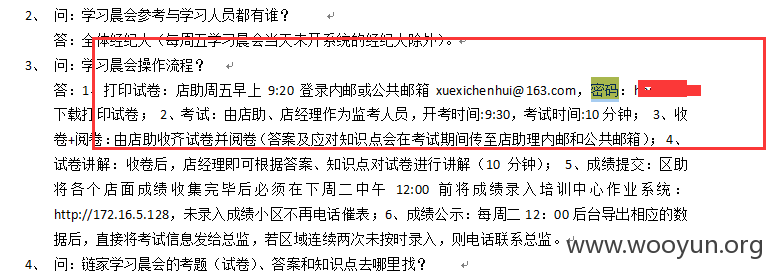 2、 问：学习晨会参考与学习人员都有谁？
答：全体经纪人（每周五学习晨会当天未开系统的经纪人除外）。
3、 问：学习晨会操作流程？
答：1、打印试卷：店助周五早上 9:20 登录内邮或公共邮箱 xuexichenhui@163.com，密码：h
下载打印试卷； 2、考试：由店助、店经理作为监考人员，开考时间:9:30，考试时间:10 分钟； 3、收
卷+阅卷：由店助收齐试卷并阅卷（答案及应对知识点会在考试期间传至店助理内邮和公共邮箱）；4、
试卷讲解：收卷后，店经理即可根据答案、知识点对试卷进行讲解（10 分钟）； 5、成绩提交：区助
将各个店面成绩收集完毕后必须在下周二中午 12:00 前将成绩录入培训中心作业系统：
http://172.16.5.128，未录入成绩小区不再电话催表；6、成绩公示：每周二 12：00 后台导出相应的数
据后，直接将考试信息发给总监，若区域连续两次未按时录入，则电话联系总监。
4、 问：链家学习晨会的考题（试卷）、答案和知识点去哪里找？
www.wooyun.org